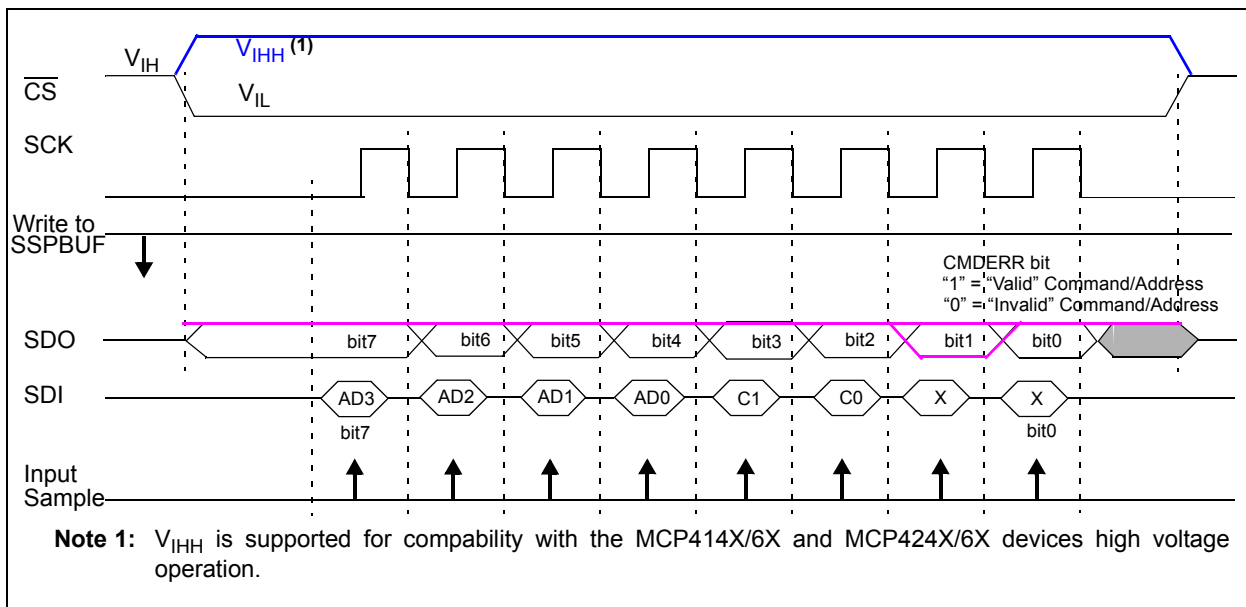 V_IHH (1)
V_IH
CS
V_IL
SCK
Write to
SSPBUF
CMDERR bit
“1” = “Valid” Command/Address
“0” = “Invalid” Command/Address
SDO bit7 bit6 bit5 bit4 bit3 bit2 bit1 bit0
SDI AD3 AD2 AD1 AD0 C1 C0 X X
bit7 bit0
Input
Sample
Note 1: V_IHH is supported for compability with the MCP414X/6X and MCP424X/6X devices high voltage
operation.